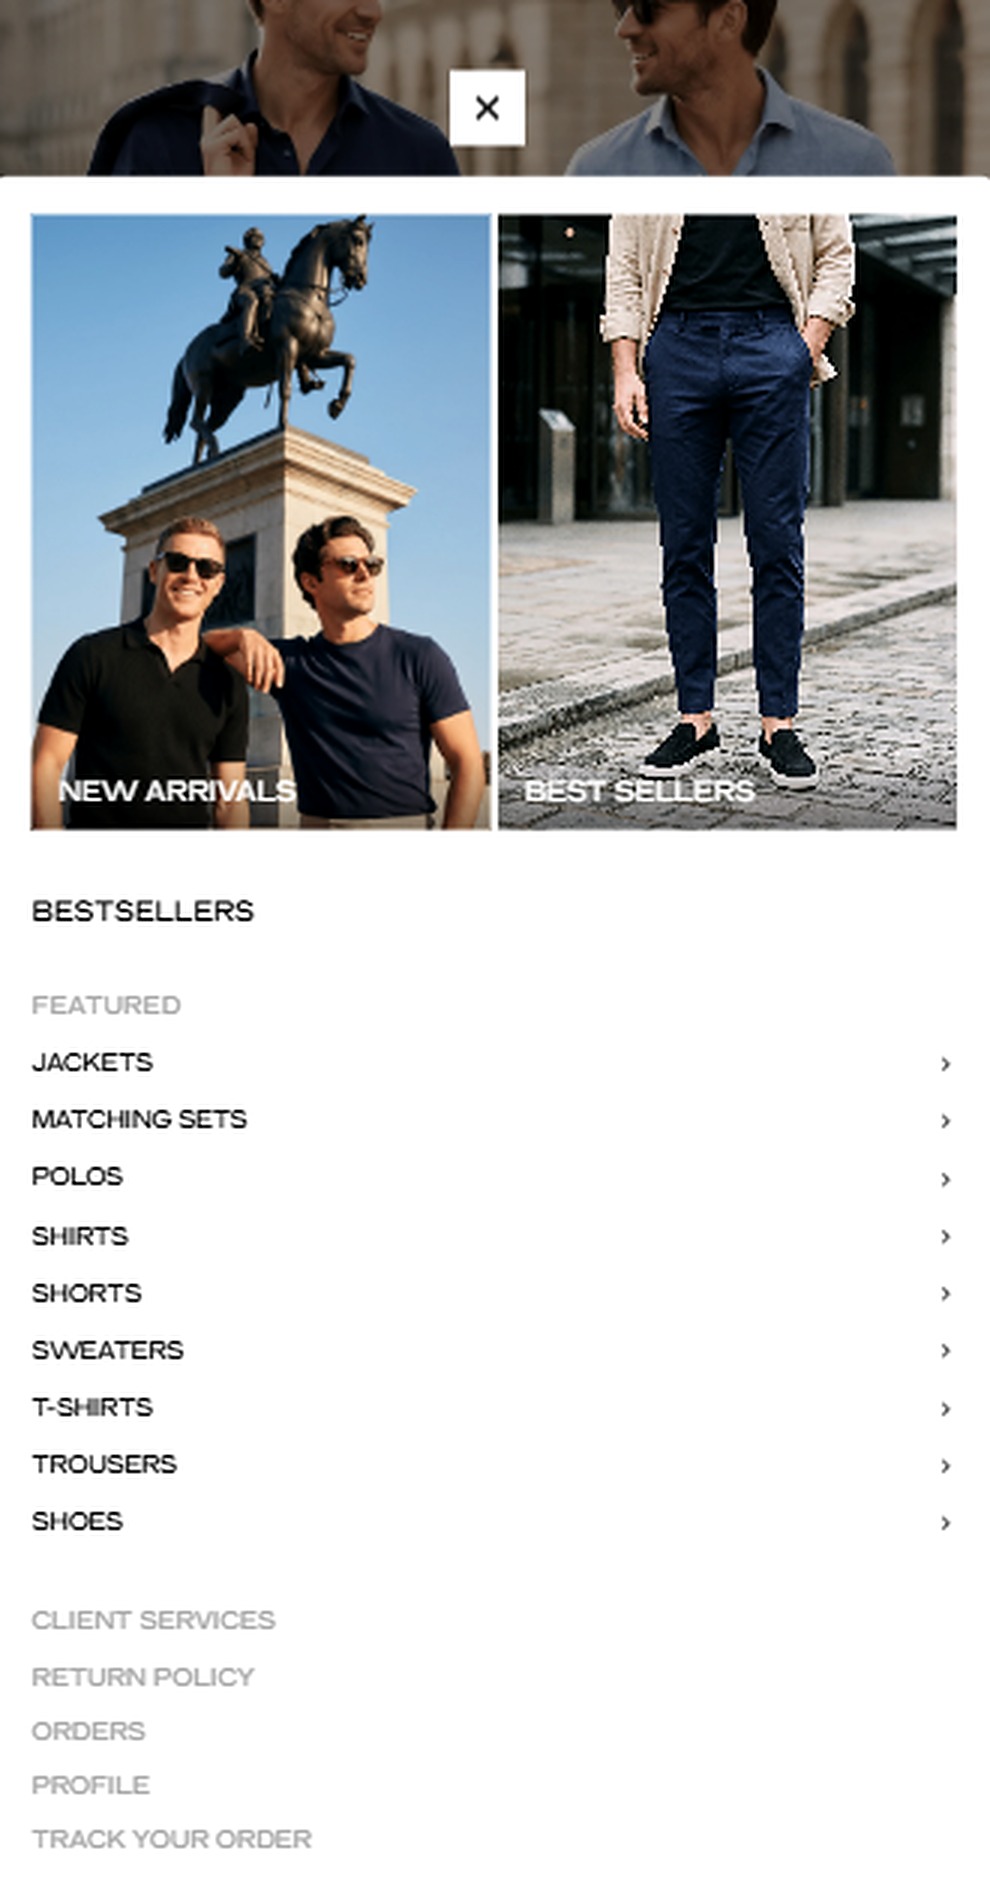 NEW ARRIVALS
BEST SELLERS
BESTSELLERS
FEATURED
JACKETS
MATCHING SETS
POLOS
SHIRTS
SHORTS
SWEATERS
T-SHIRTS
TROUSERS
SHOES
CLIENT SERVICES
RETURN POLICY
ORDERS
PROFILE
TRACK YOUR ORDER